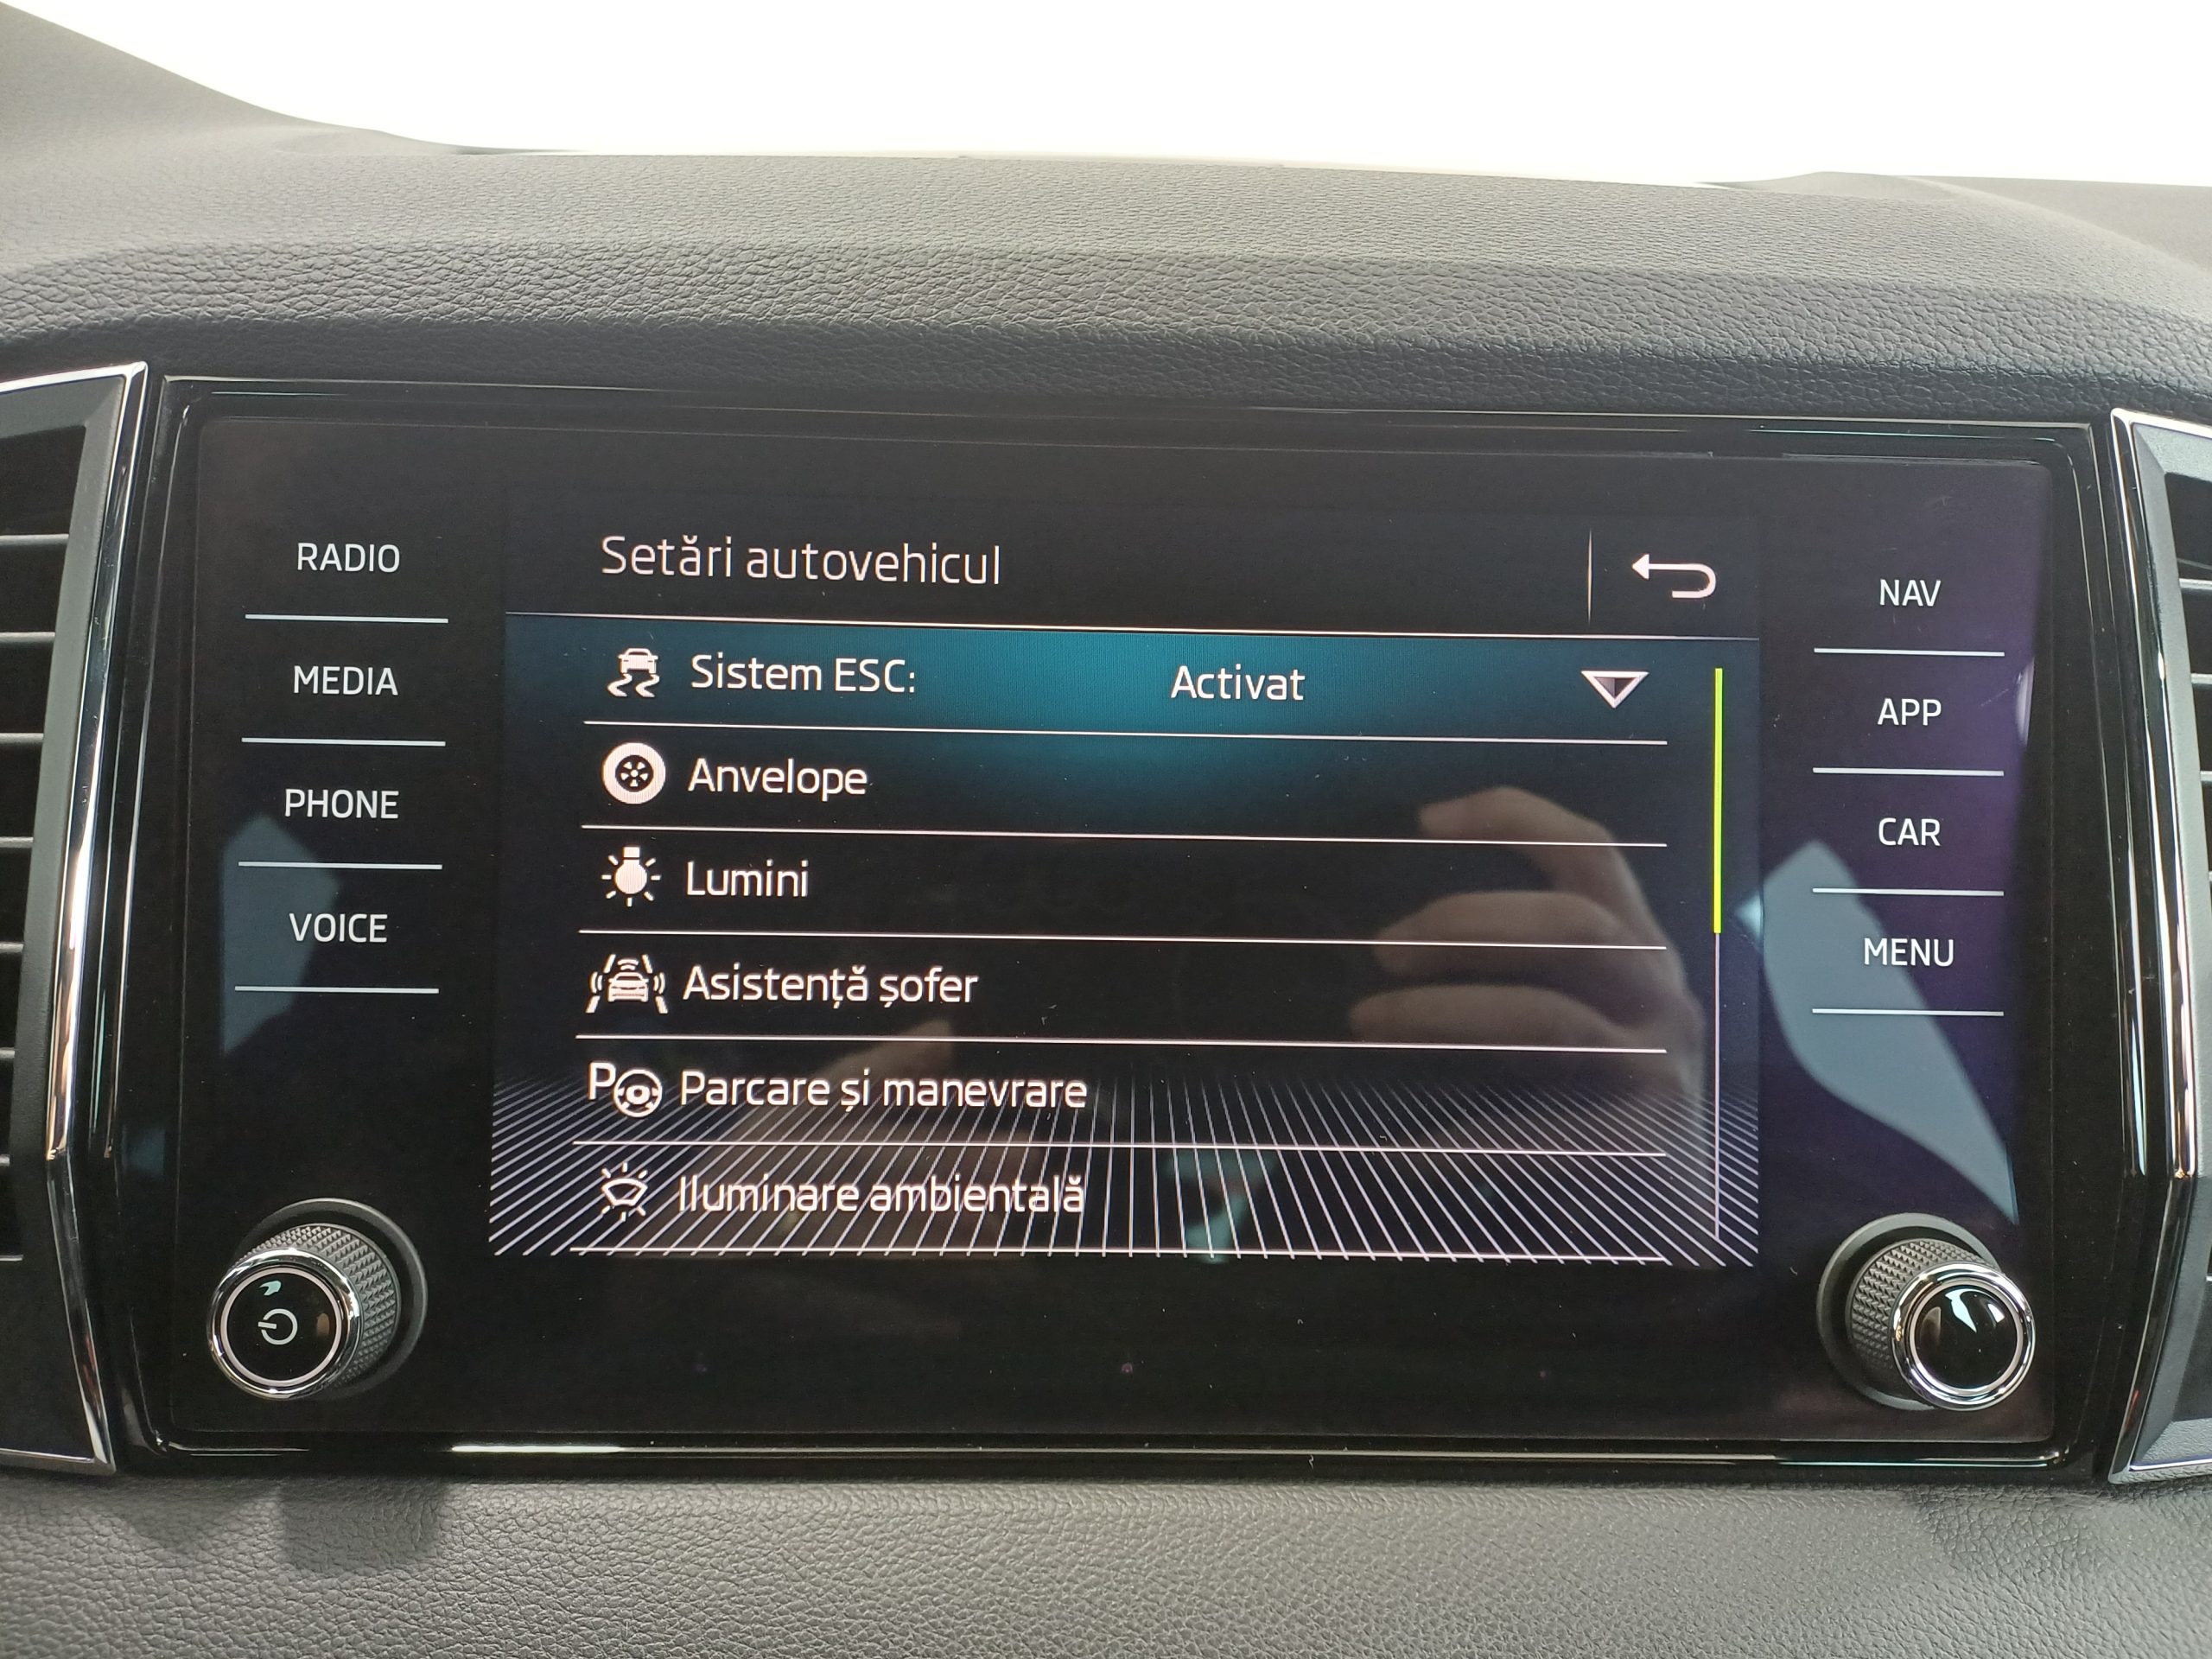 RADIO
MEDIA
PHONE
VOICE
Setări autovehicul
Sistem ESC: Activat
Anvelope
Lumini
Asistență șofer
P Parcare și manevrare
Iluminare ambientală
NAV
APP
CAR
MENU